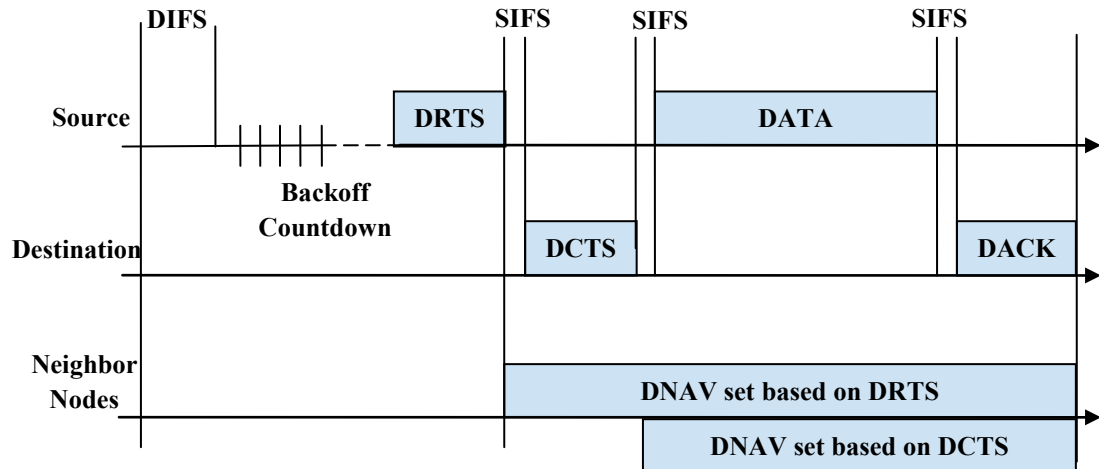 DIFS
SIFS
SIFS
SIFS
Source
DRTS
DATA
Backoff
Countdown
Destination
DCTS
DACK
Neighbor
Nodes
DNAV set based on DRTS
DNAV set based on DCTS